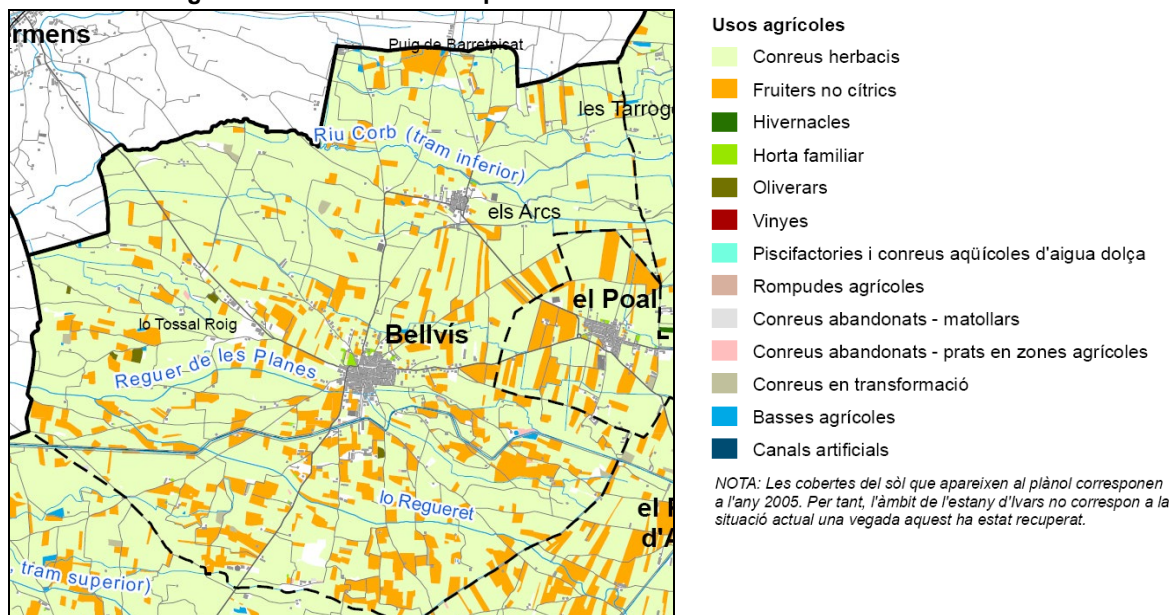 rmens
Puig de Barretpisat
les Tarrog
Riu Corb (tram inferior)
els Arcs
el Poal
lo Tossal Roig
Bellvís
Reguer de les Planes
lo Regueret
el
d'A
, tram superior)
Usos agrícoles
Conreus herbacis
Fruiters no cítrics
Hivernacles
Horta familiar
Oliverars
Vinyes
Piscifactories i conreus aqüícoles d'aigua dolça
Rompudes agrícoles
Conreus abandonats - matollars
Conreus abandonats - prats en zones agrícoles
Conreus en transformació
Basses agrícoles
Canals artificials
NOTA: Les cobertes del sòl que apareixen al plànol corresponen
a l'any 2005. Per tant, l'àmbit de l'estany d'Ivars no correspon a la
situació actual una vegada aquest ha estat recuperat.